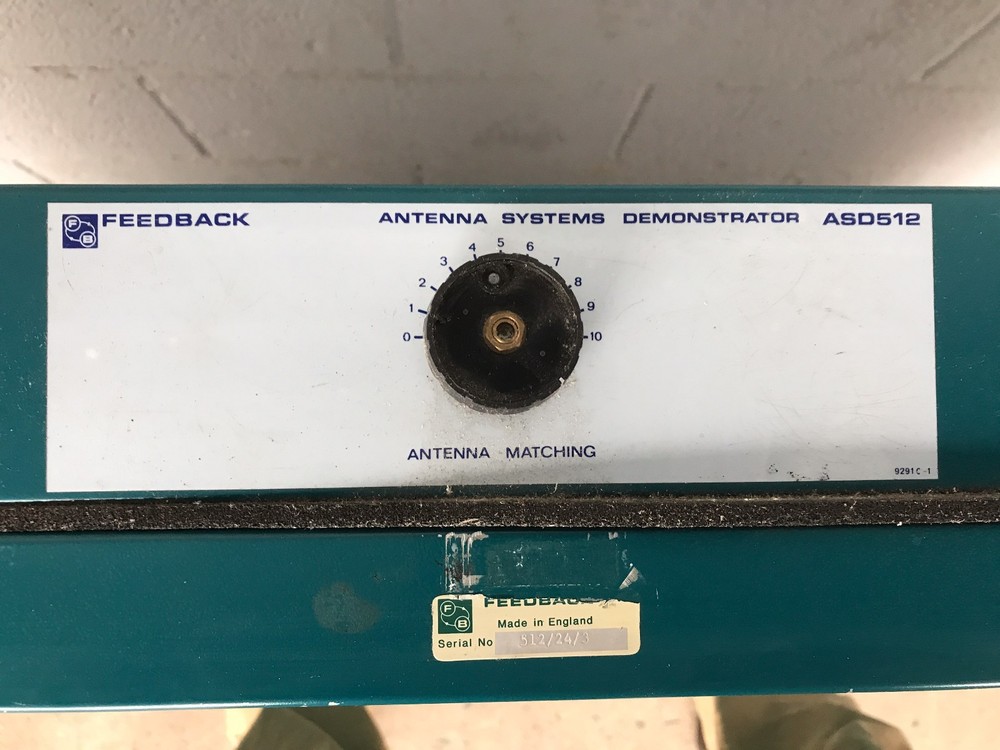 F B FEEDBACK ANTENNA SYSTEMS DEMONSTRATOR ASD512
0 1 2 3 4 5 6 7 8 9 10
ANTENNA MATCHING
9291C-1
F B FEEDBACK
Made in England
Serial No 512/24/3